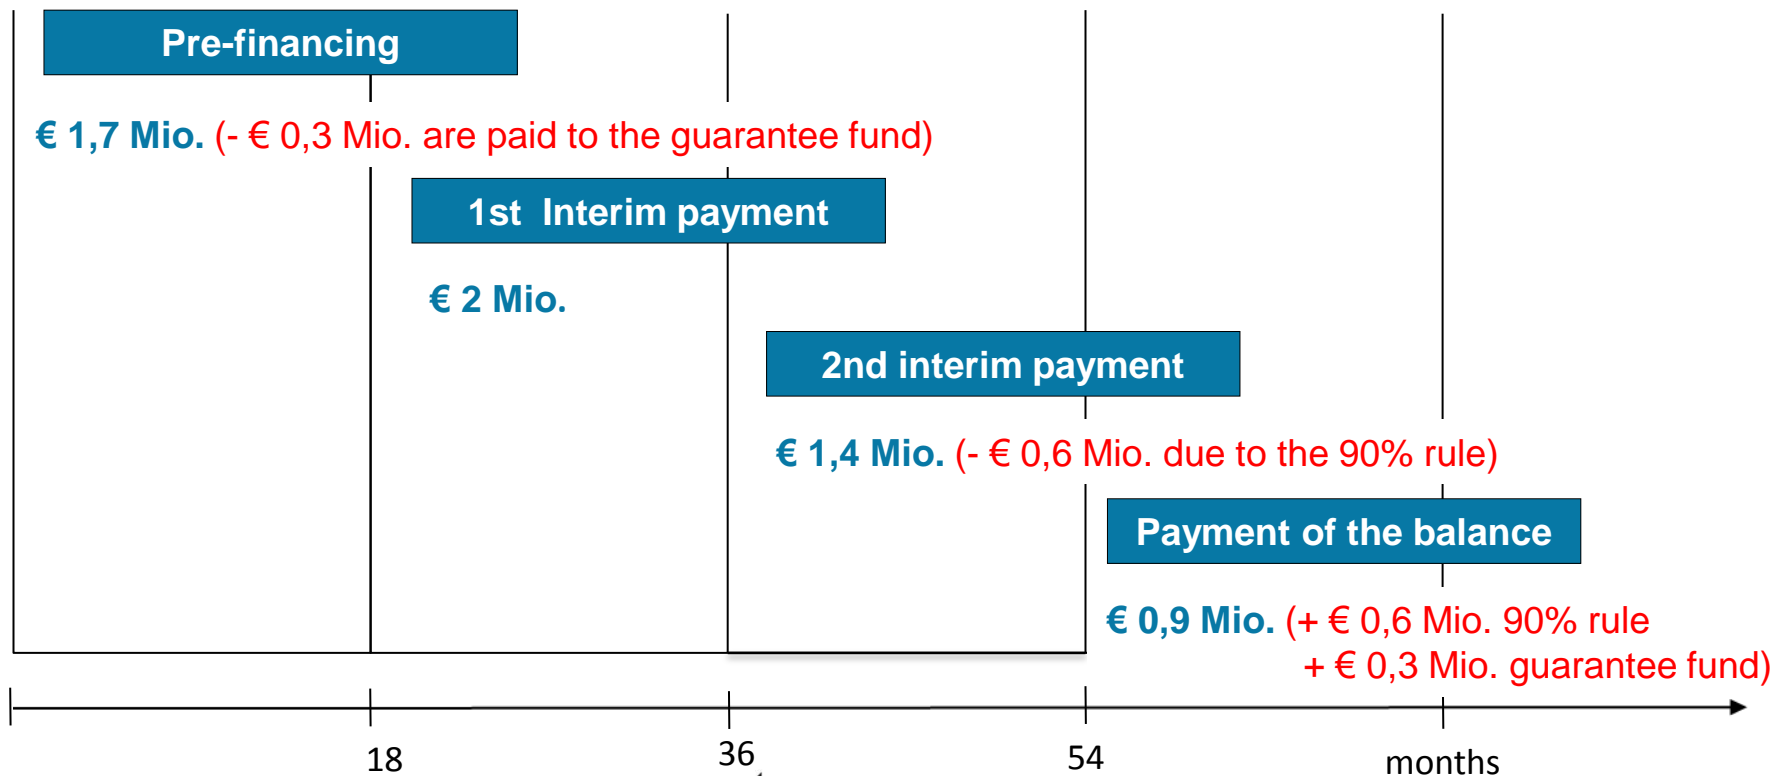 Pre-financing
€ 1,7 Mio. (- € 0,3 Mio. are paid to the guarantee fund)
1st Interim payment
€ 2 Mio.
2nd interim payment
€ 1,4 Mio. (- € 0,6 Mio. due to the 90% rule)
Payment of the balance
€ 0,9 Mio. (+ € 0,6 Mio. 90% rule
+ € 0,3 Mio. guarantee fund)
18
36
54
months